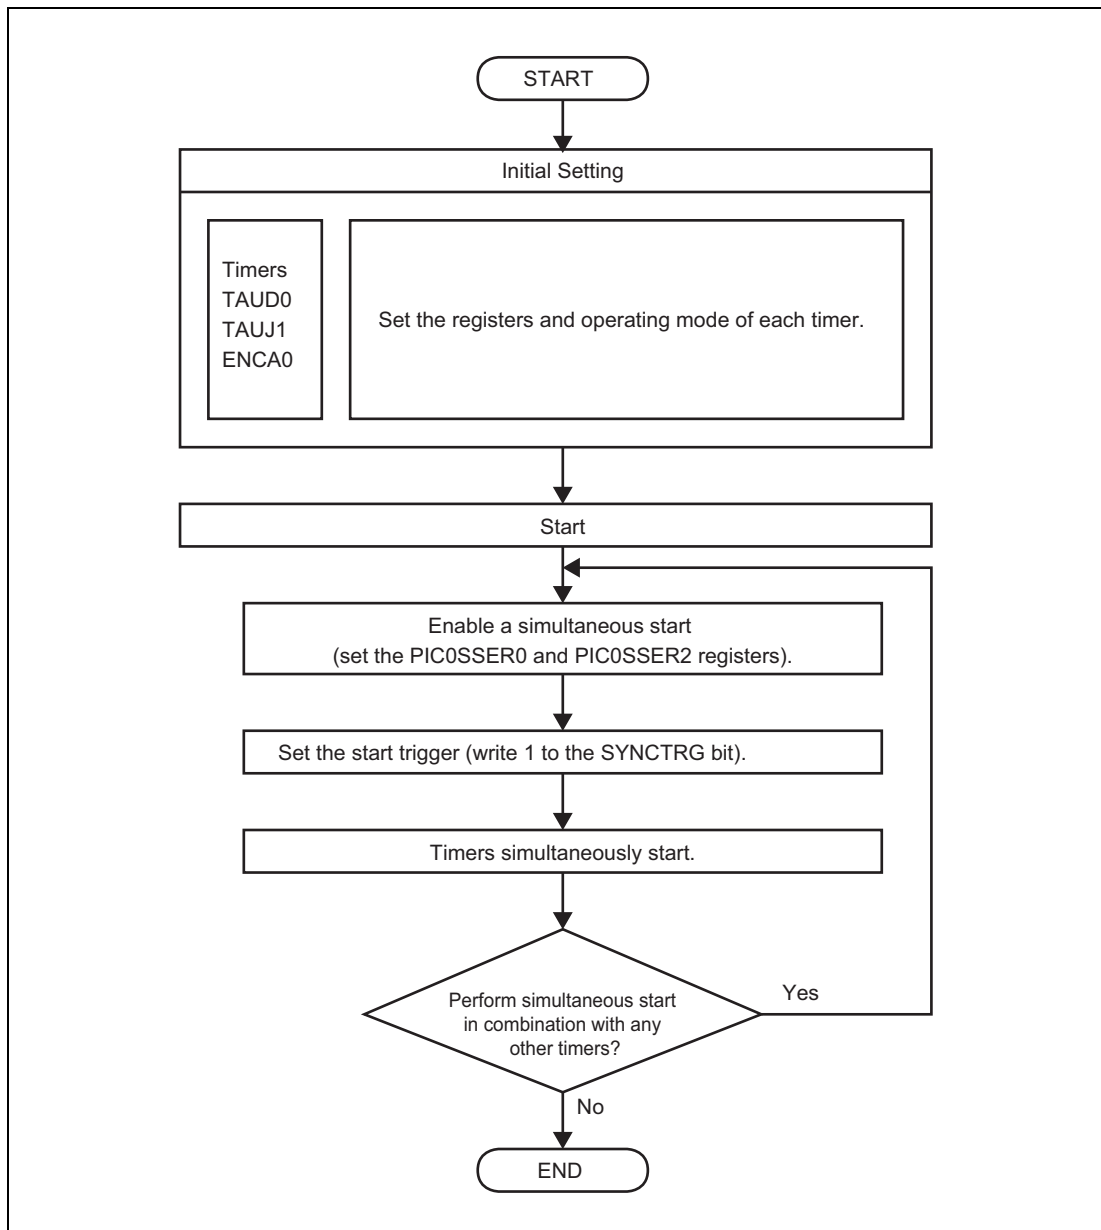 START
Initial Setting
Timers
TAUD0
TAUJ1
ENCA0
Set the registers and operating mode of each timer.
Start
Enable a simultaneous start
(set the PIC0SSER0 and PIC0SSER2 registers).
Set the start trigger (write 1 to the SYNCTRG bit).
Timers simultaneously start.
Perform simultaneous start
in combination with any
other timers?
Yes
No
END